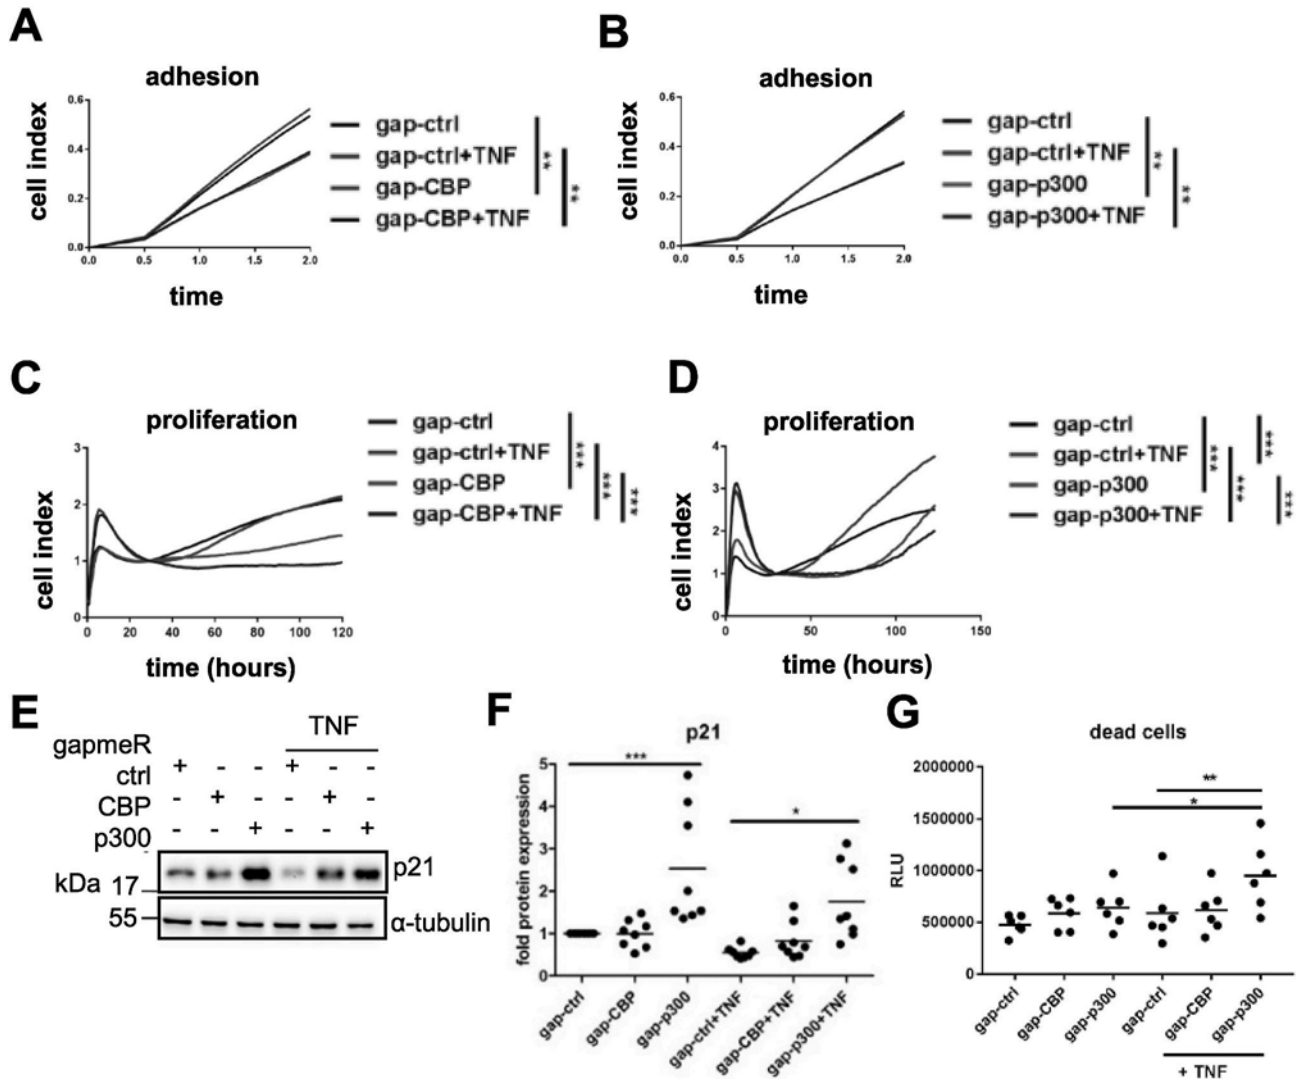 A
adhesion
cell index
0.6
0.4
0.2
0.0
0.0 0.5 1.0 1.5 2.0
time
gap-ctrl
gap-ctrl+TNF
gap-CBP
gap-CBP+TNF
**
**
B
adhesion
cell index
0.6
0.4
0.2
0.0
0.0 0.5 1.0 1.5 2.0
time
gap-ctrl
gap-ctrl+TNF
gap-p300
gap-p300+TNF
**
**
C
proliferation
cell index
3
2
1
0
0 20 40 60 80 100 120
time (hours)
gap-ctrl
gap-ctrl+TNF
gap-CBP
gap-CBP+TNF
***
***
***
D
proliferation
cell index
4
3
2
1
0
0 50 100 150
time (hours)
gap-ctrl
gap-ctrl+TNF
gap-p300
gap-p300+TNF
***
***
***
***
E
TNF
gapmeR
ctrl + - - + - -
CBP - + - - + -
p300 - - + - - +
p21
kDa 17
55
α-tubulin
F
p21
fold protein expression
5
4
3
2
1
0
***
*
gap-ctrl
gap-CBP
gap-p300
gap-ctrl+TNF
gap-CBP+TNF
gap-p300+TNF
G
dead cells
RLU
2000000
1500000
1000000
500000
0
**
*
gap-ctrl
gap-CBP
gap-p300
gap-ctrl
gap-CBP
gap-p300
+ TNF